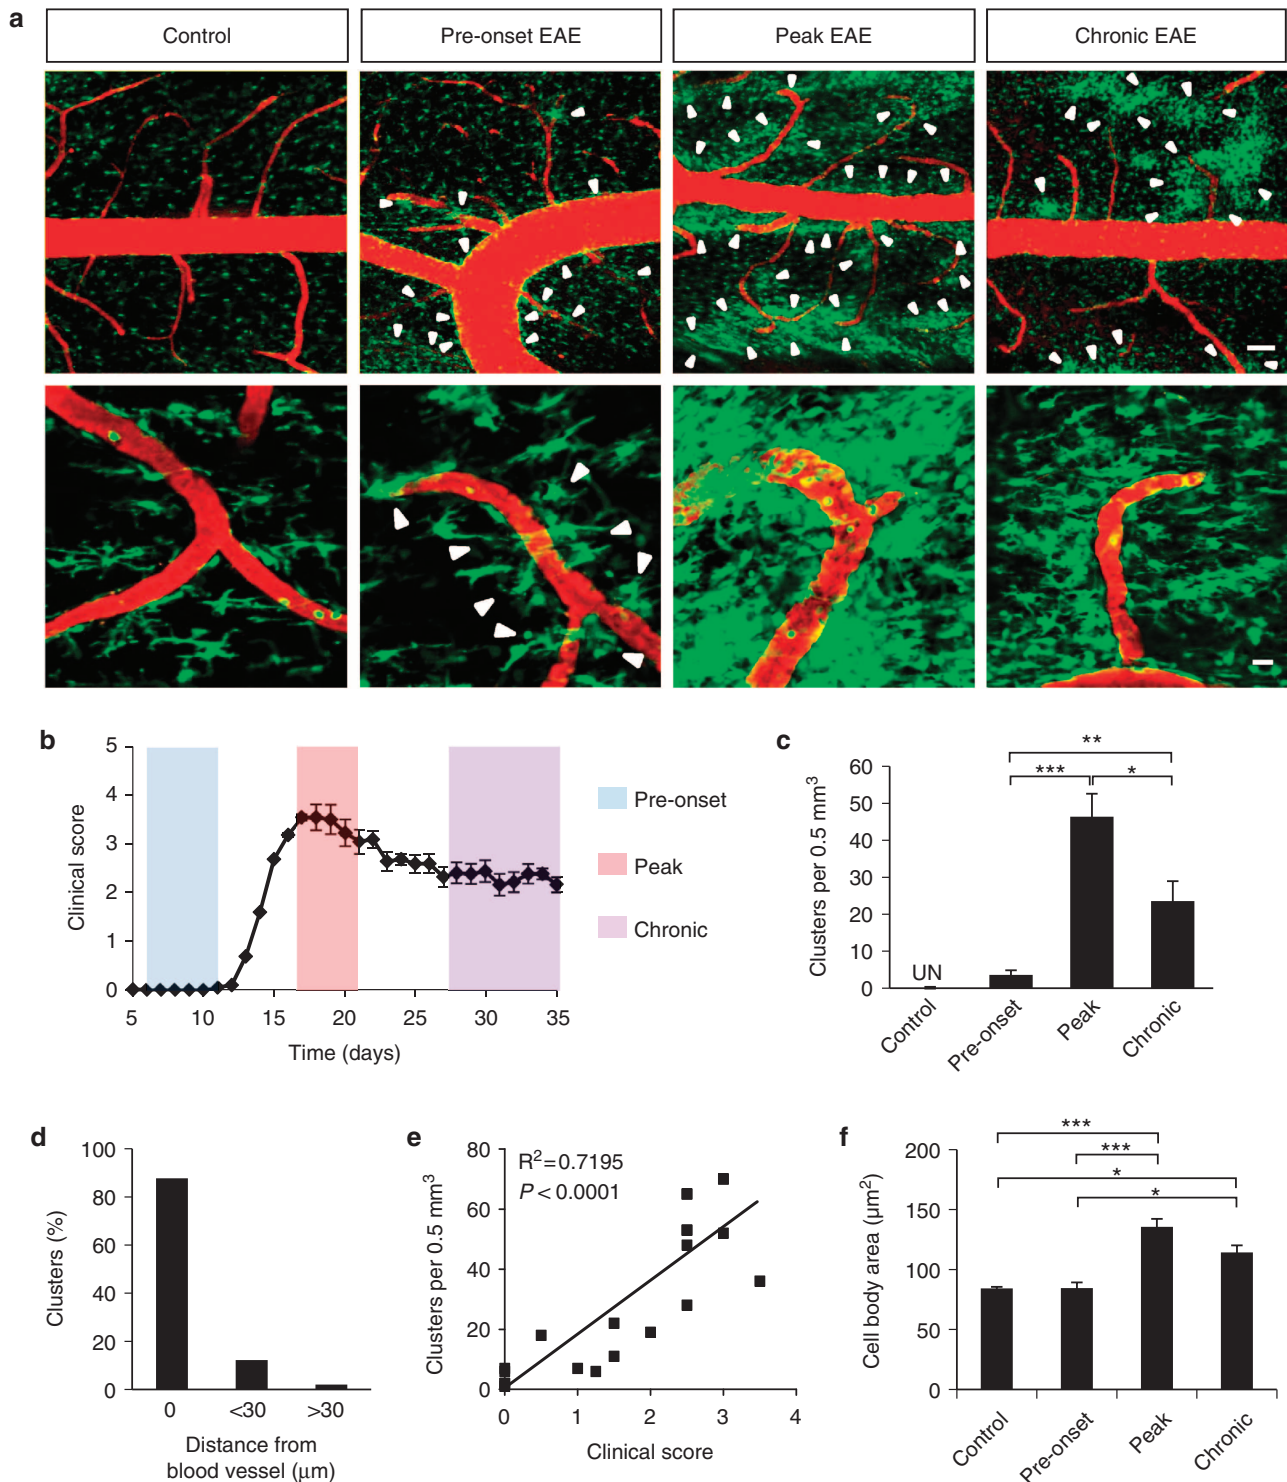 a
Control
Pre-onset EAE
Peak EAE
Chronic EAE
b
5
4
3
2
1
0
5 10 15 20 25 30 35
Clinical score
Time (days)
Pre-onset
Peak
Chronic
c
Clusters per 0.5 mm³
60
50
40
30
20
10
0
UN
**
*** *
Control
Pre-onset
Peak
Chronic
d
Clusters (%)
100
80
60
40
20
0
0 <30 >30
Distance from
blood vessel (μm)
e
Clusters per 0.5 mm³
80
60
40
20
0
R²=0.7195
P<0.0001
0 1 2 3 4
Clinical score
f
Cell body area (μm²)
200
150
100
50
0
***
***
*
*
Control
Pre-onset
Peak
Chronic